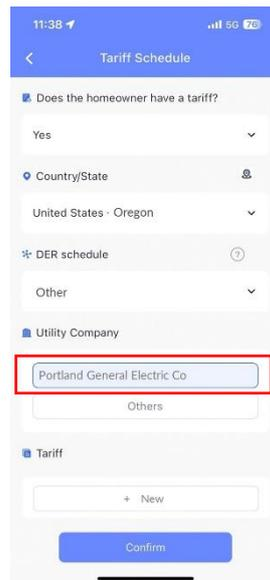 11:38 5G 76
Tariff Schedule
Does the homeowner have a tariff?
Yes
Country/State
United States · Oregon
DER schedule ?
Other
Utility Company
Portland General Electric Co
Others
Tariff
+ New
Confirm